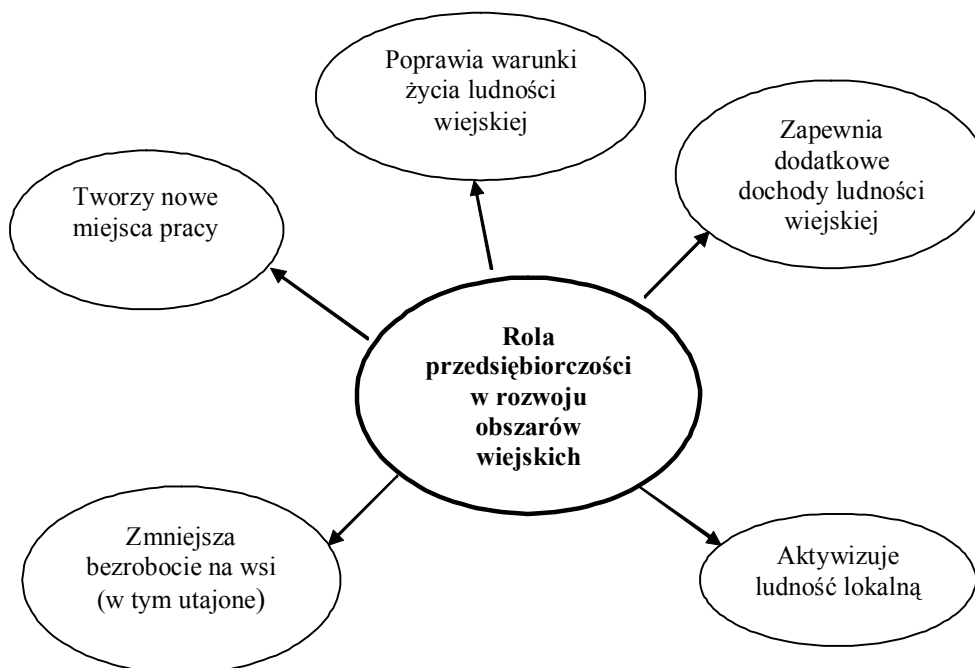 Poprawia warunki
życia ludności
wiejskiej
Zapewnia
dodatkowe
dochody ludności
wiejskiej
Tworzy nowe
miejsca pracy
Rola
przedsiębiorczości
w rozwoju
obszarów
wiejskich
Zmniejsza
bezrobocie na wsi
(w tym utajone)
Aktywizuje
ludność lokalną